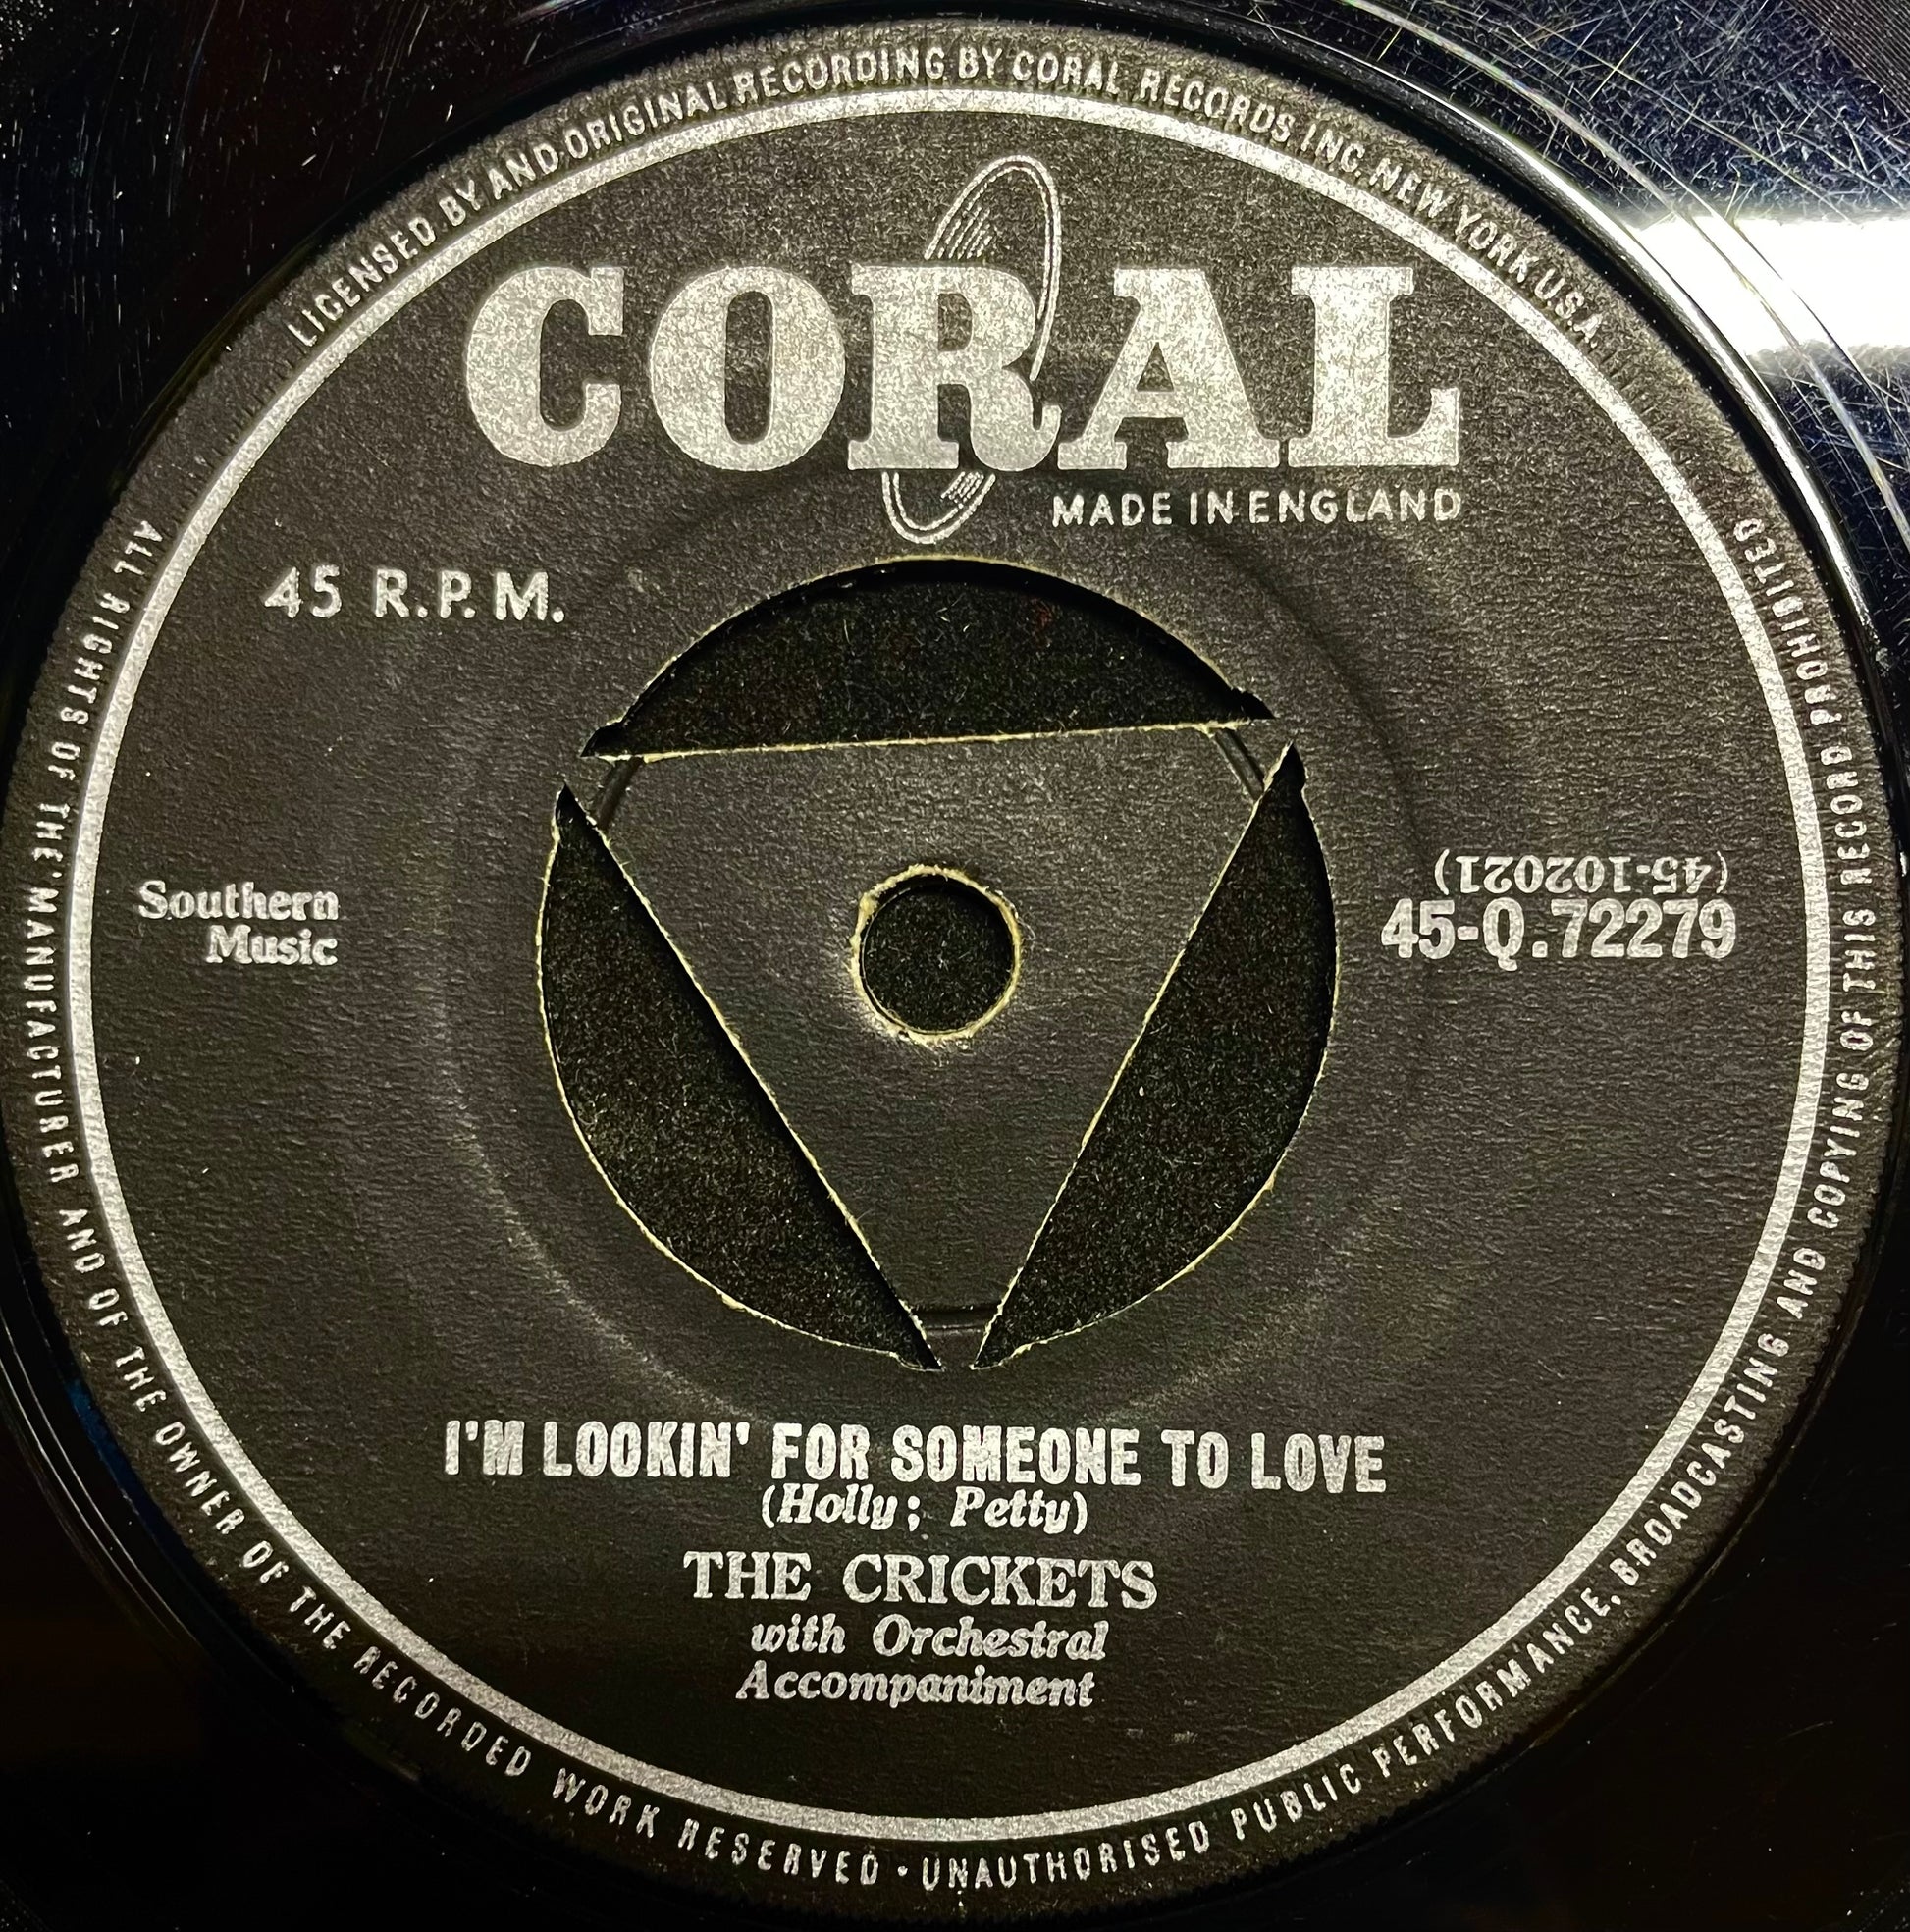 LICENSED BY AND ORIGINAL RECORDING BY CORAL RECORDS INC. NEW YORK U.S.A.
CORAL
MADE IN ENGLAND
45 R.P.M.
Southern
Music
(45-102021)
45-Q.72279
I'M LOOKIN' FOR SOMEONE TO LOVE
(Holly; Petty)
THE CRICKETS
with Orchestral
Accompaniment
ALL RIGHTS OF THE MANUFACTURER AND OF THE OWNER OF THE RECORDED WORK RESERVED · UNAUTHORISED PUBLIC PERFORMANCE, BROADCASTING AND COPYING OF THIS RECORD PROHIBITED